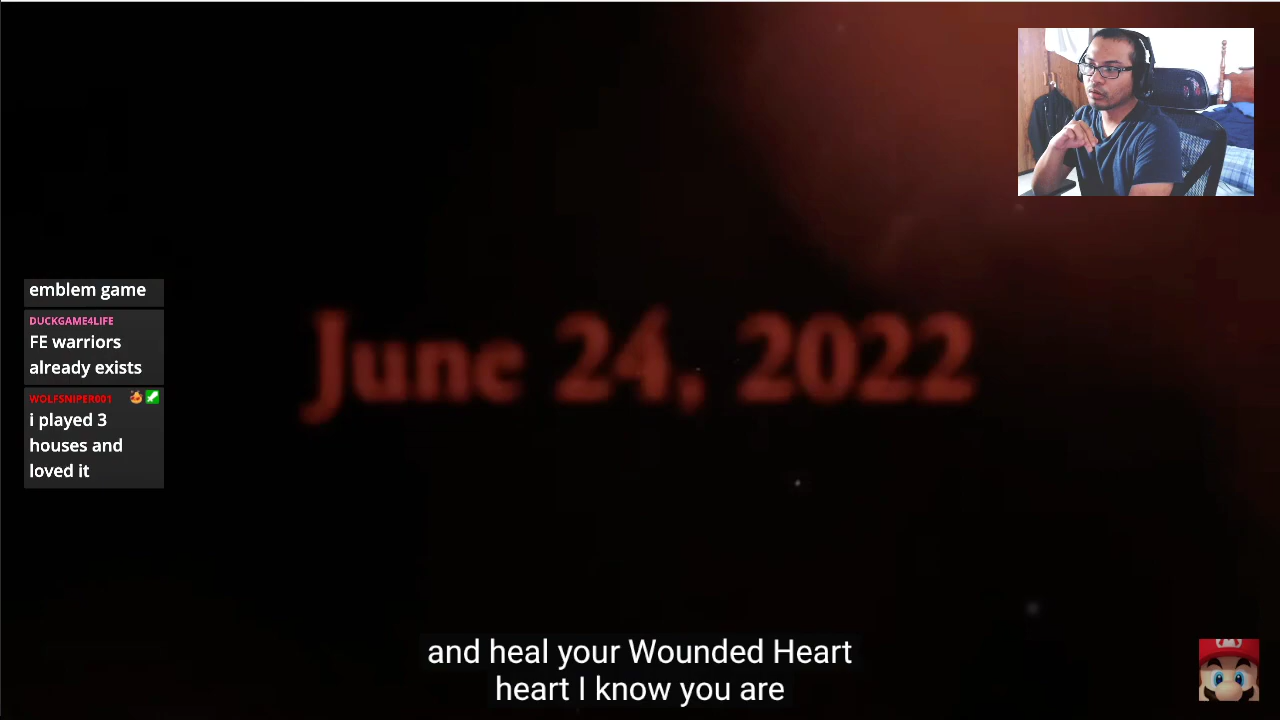 emblem game
DUCKGAME4LIFE
FE warriors
already exists
WOLFSNIPER001
i played 3
houses and
loved it
June 24, 2022
and heal your Wounded Heart
heart I know you are